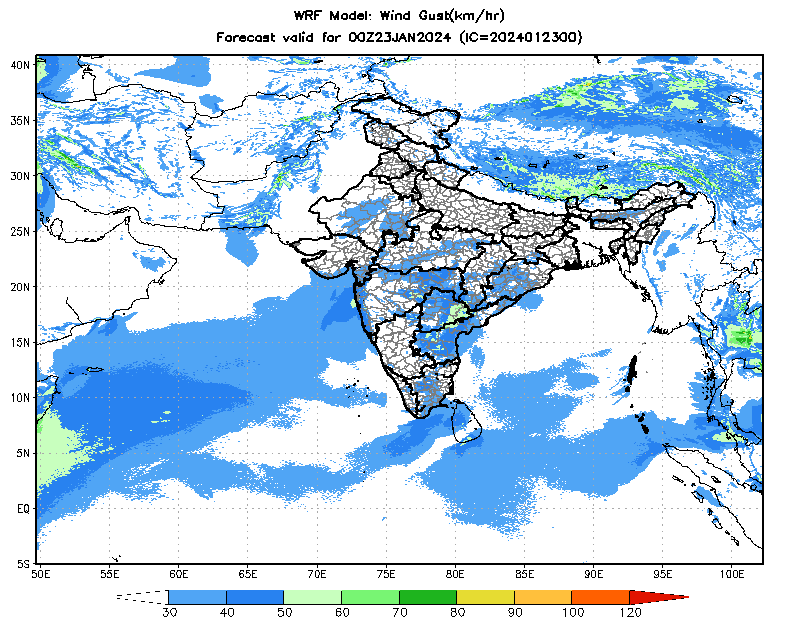 WRF Model: Wind Gust(km/hr)
Forecast valid for 00Z23JAN2024 (IC=2024012300)
40N
35N
30N
25N
20N
15N
10N
5N
EQ
5S
50E 55E 60E 65E 70E 75E 80E 85E 90E 95E 100E
30 40 50 60 70 80 90 100 120